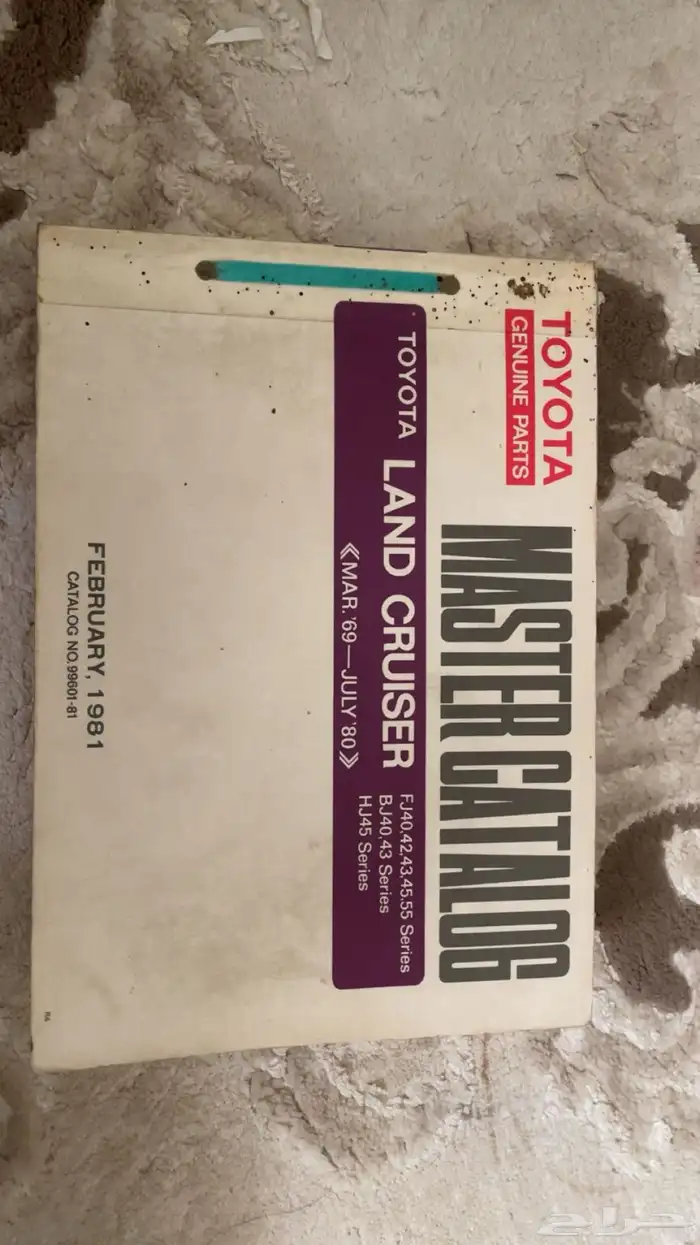 TOYOTA
GENUINE PARTS
MASTER CATALOG
TOYOTA LAND CRUISER
FJ40,42,43,45,55 Series
BJ40,43 Series
HJ45 Series
《MAR.'69—JULY'80》
FEBRUARY, 1981
CATALOG NO.99601-81
حراج